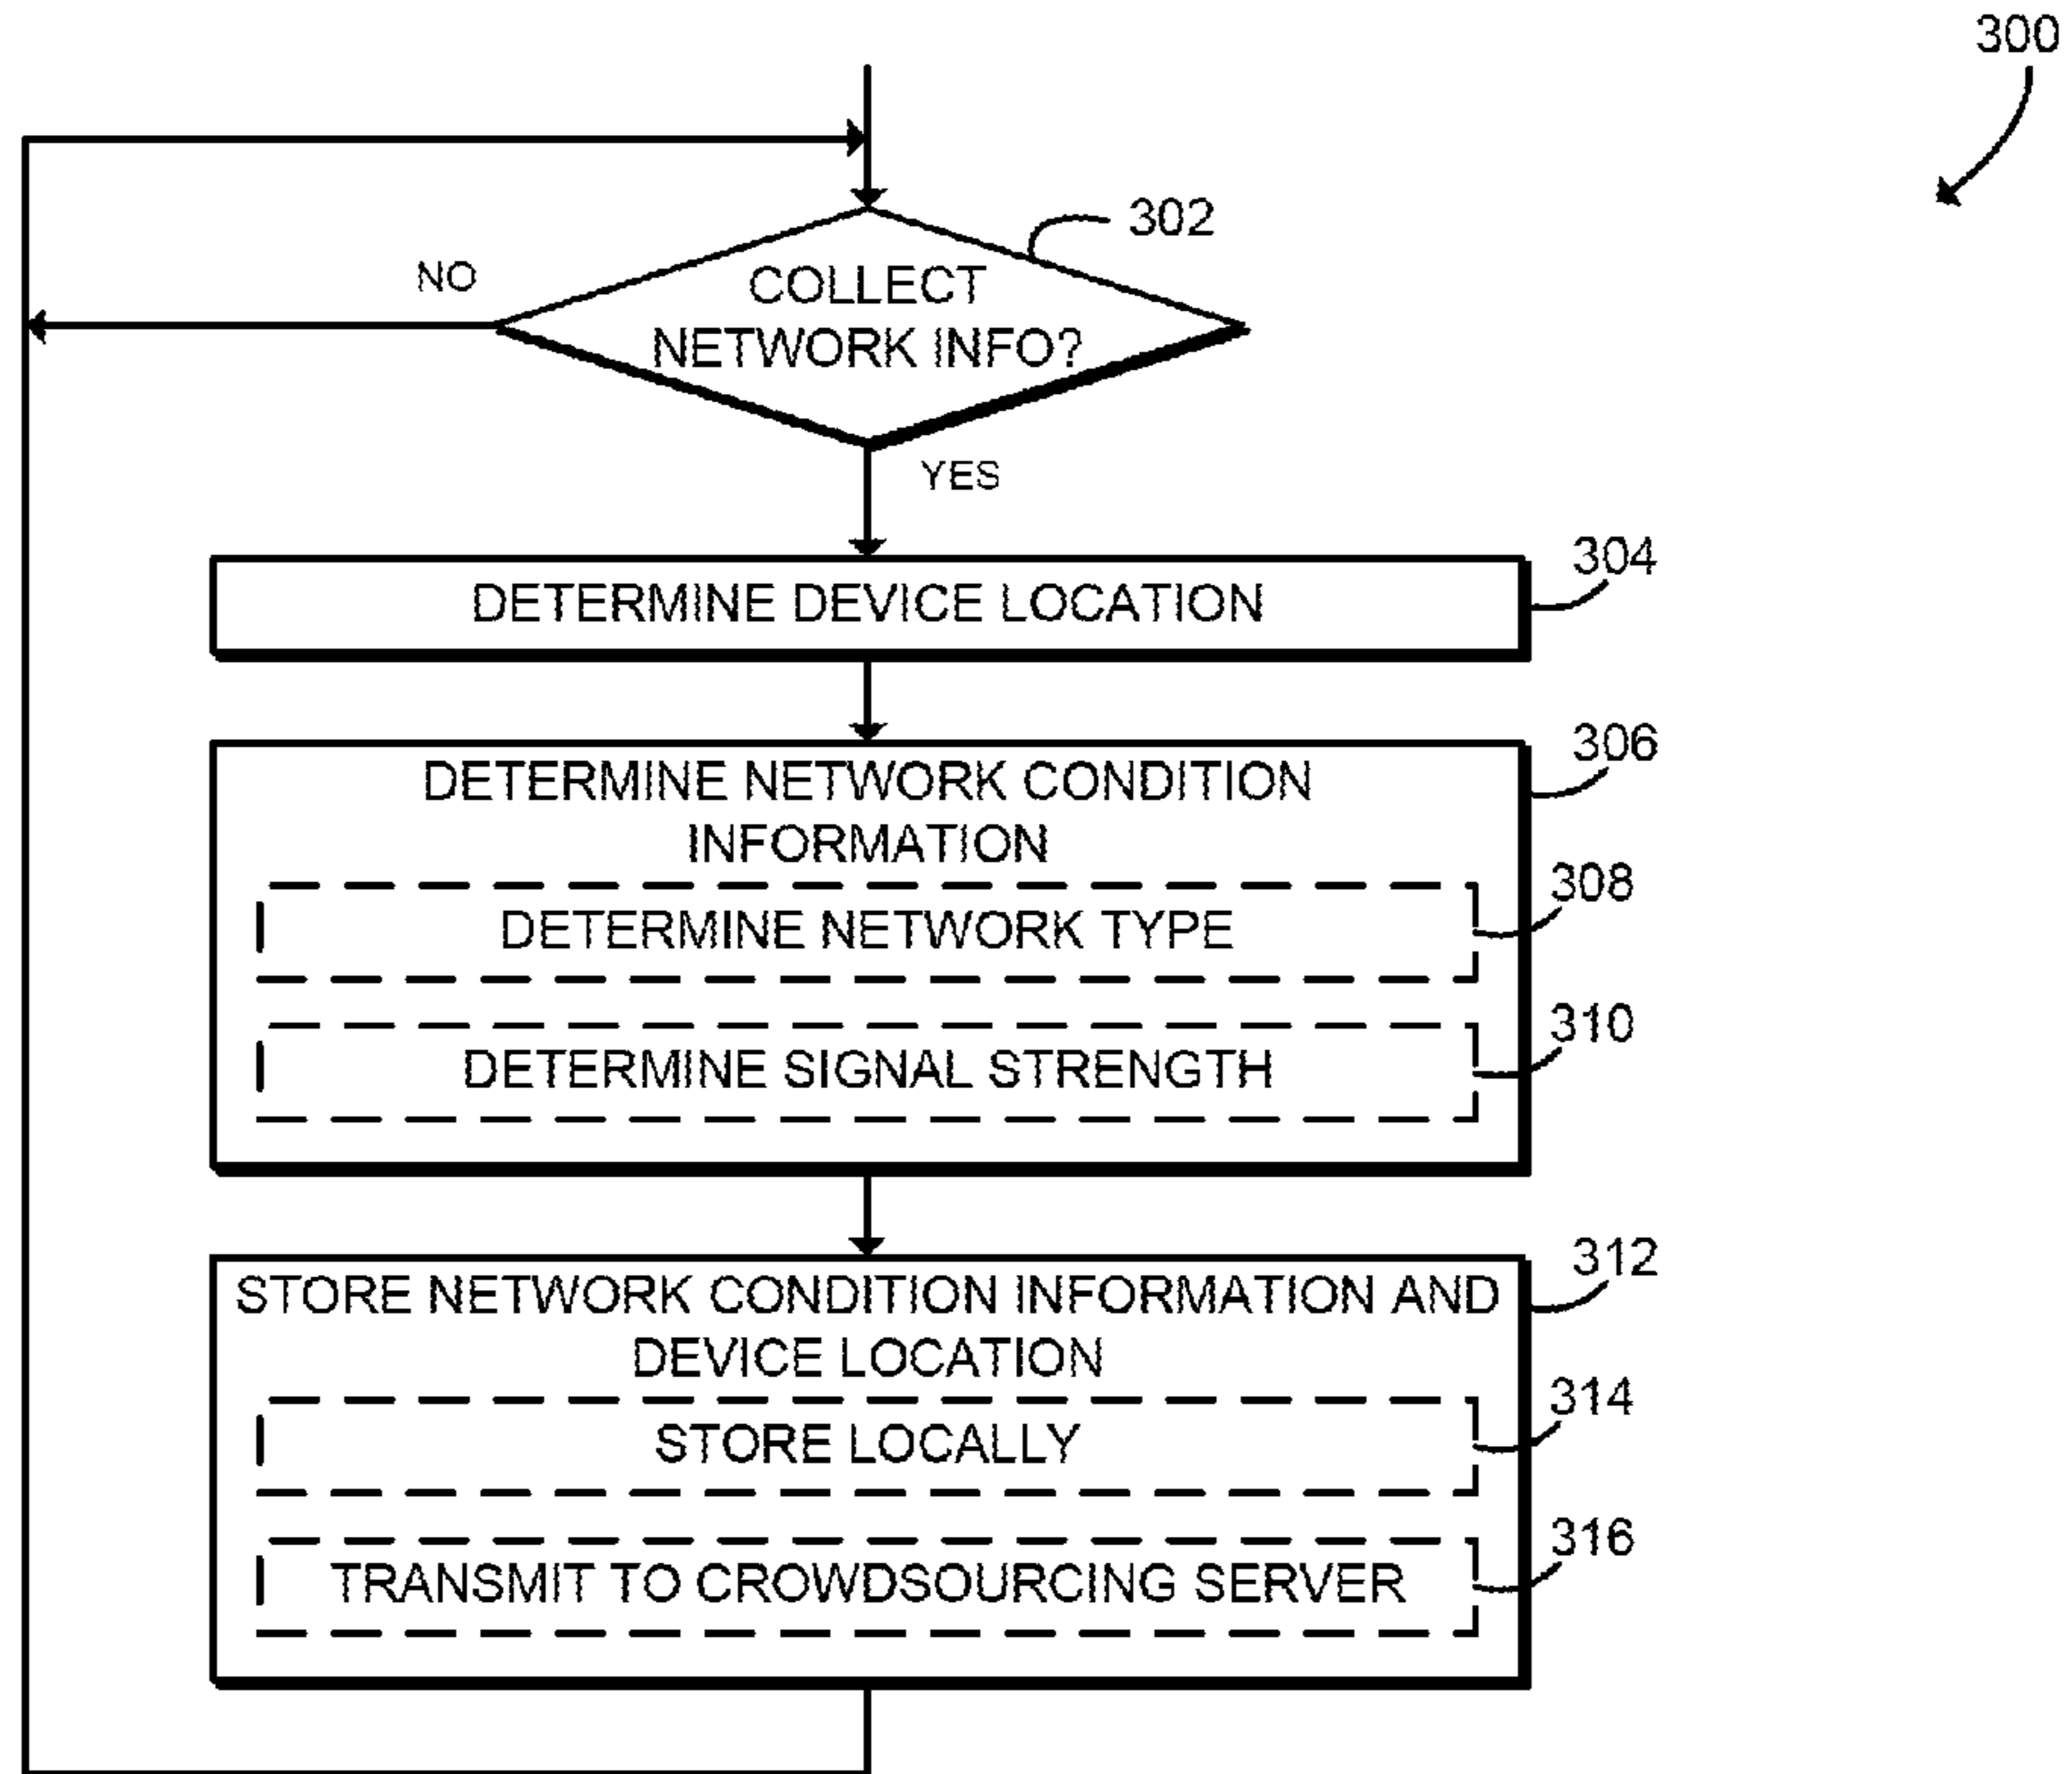 300
302
COLLECT
NETWORK INFO?
NO
YES
304
DETERMINE DEVICE LOCATION
306
DETERMINE NETWORK CONDITION
INFORMATION
308
DETERMINE NETWORK TYPE
310
DETERMINE SIGNAL STRENGTH
312
STORE NETWORK CONDITION INFORMATION AND
DEVICE LOCATION
314
STORE LOCALLY
316
TRANSMIT TO CROWDSOURCING SERVER